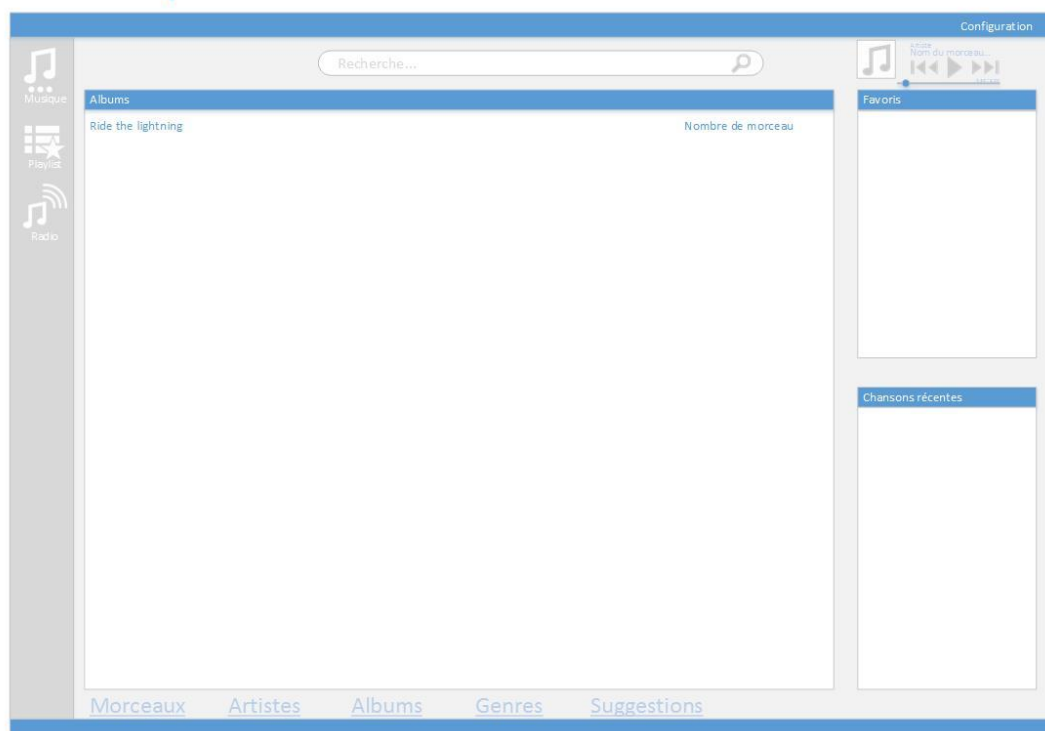 Configuration
Musique
Playlist
Radio
Recherche...
Nom du morceau...
Albums
Ride the lightning
Nombre de morceau
Favoris
Chansons récentes
Morceaux
Artistes
Albums
Genres
Suggestions